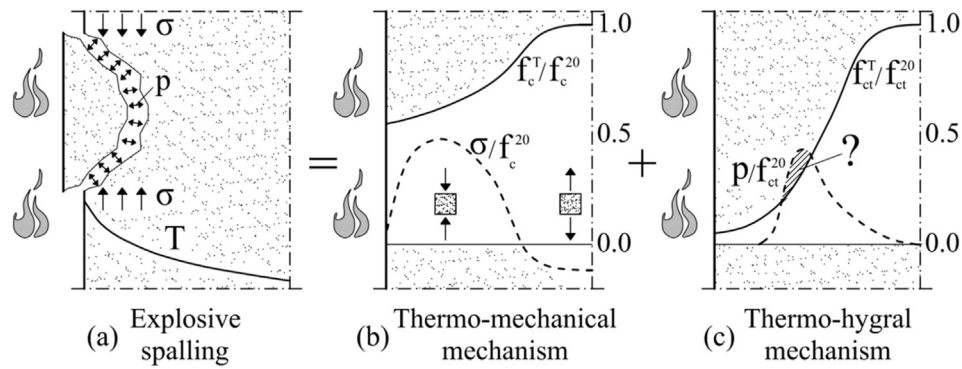 σ
p
σ
T
=
1.0
f_c^T/f_c^20
0.5
σ/f_c^20
0.0
+
1.0
f_ct^T/f_ct^20
0.5
p/f_ct^20
?
0.0
(a) Explosive
spalling
(b) Thermo-mechanical
mechanism
(c) Thermo-hygral
mechanism